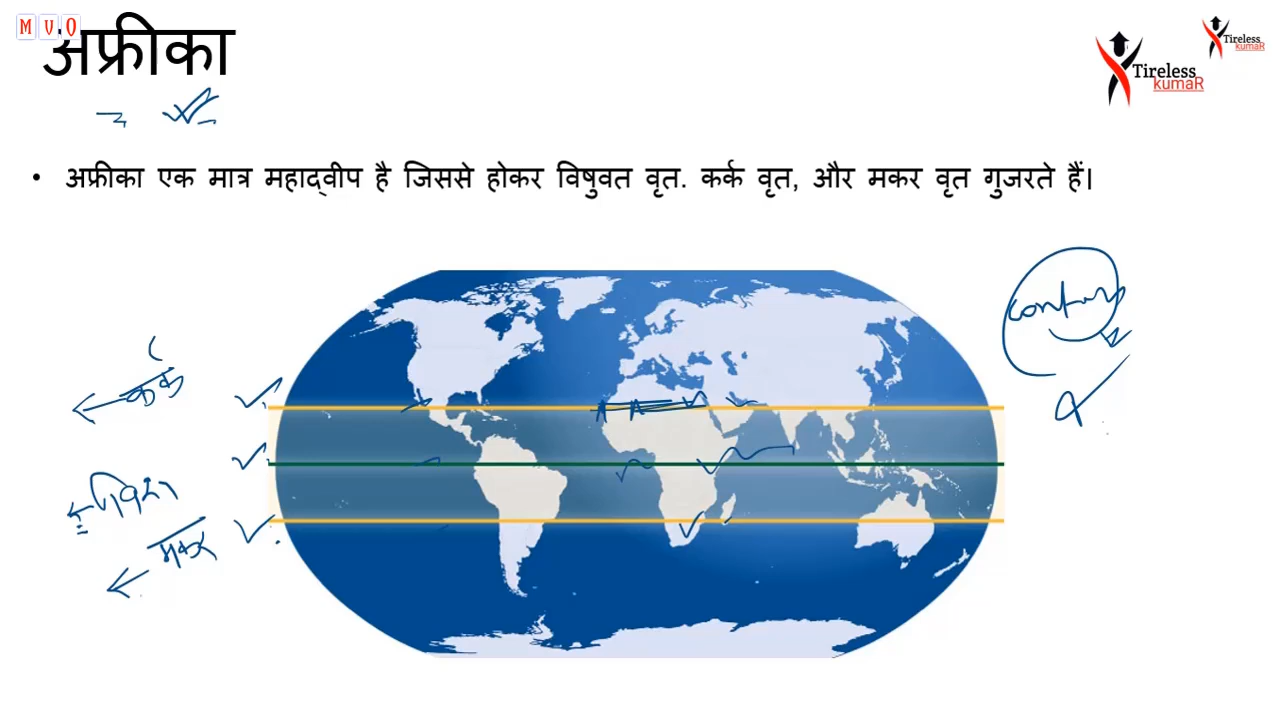 M V O
अफ्रीका
Tireless
kumaR
Tireless
kumaR
• अफ्रीका एक मात्र महाद्वीप है जिससे होकर विषुवत वृत. कर्क वृत, और मकर वृत गुजरते हैं।
कर्क
मकर